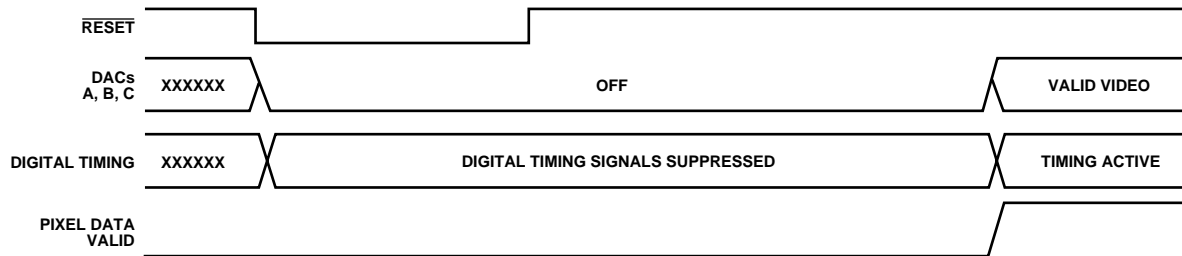 RESET
DACs
A, B, C
XXXXXX
OFF
VALID VIDEO
DIGITAL TIMING
XXXXXX
DIGITAL TIMING SIGNALS SUPPRESSED
TIMING ACTIVE
PIXEL DATA
VALID